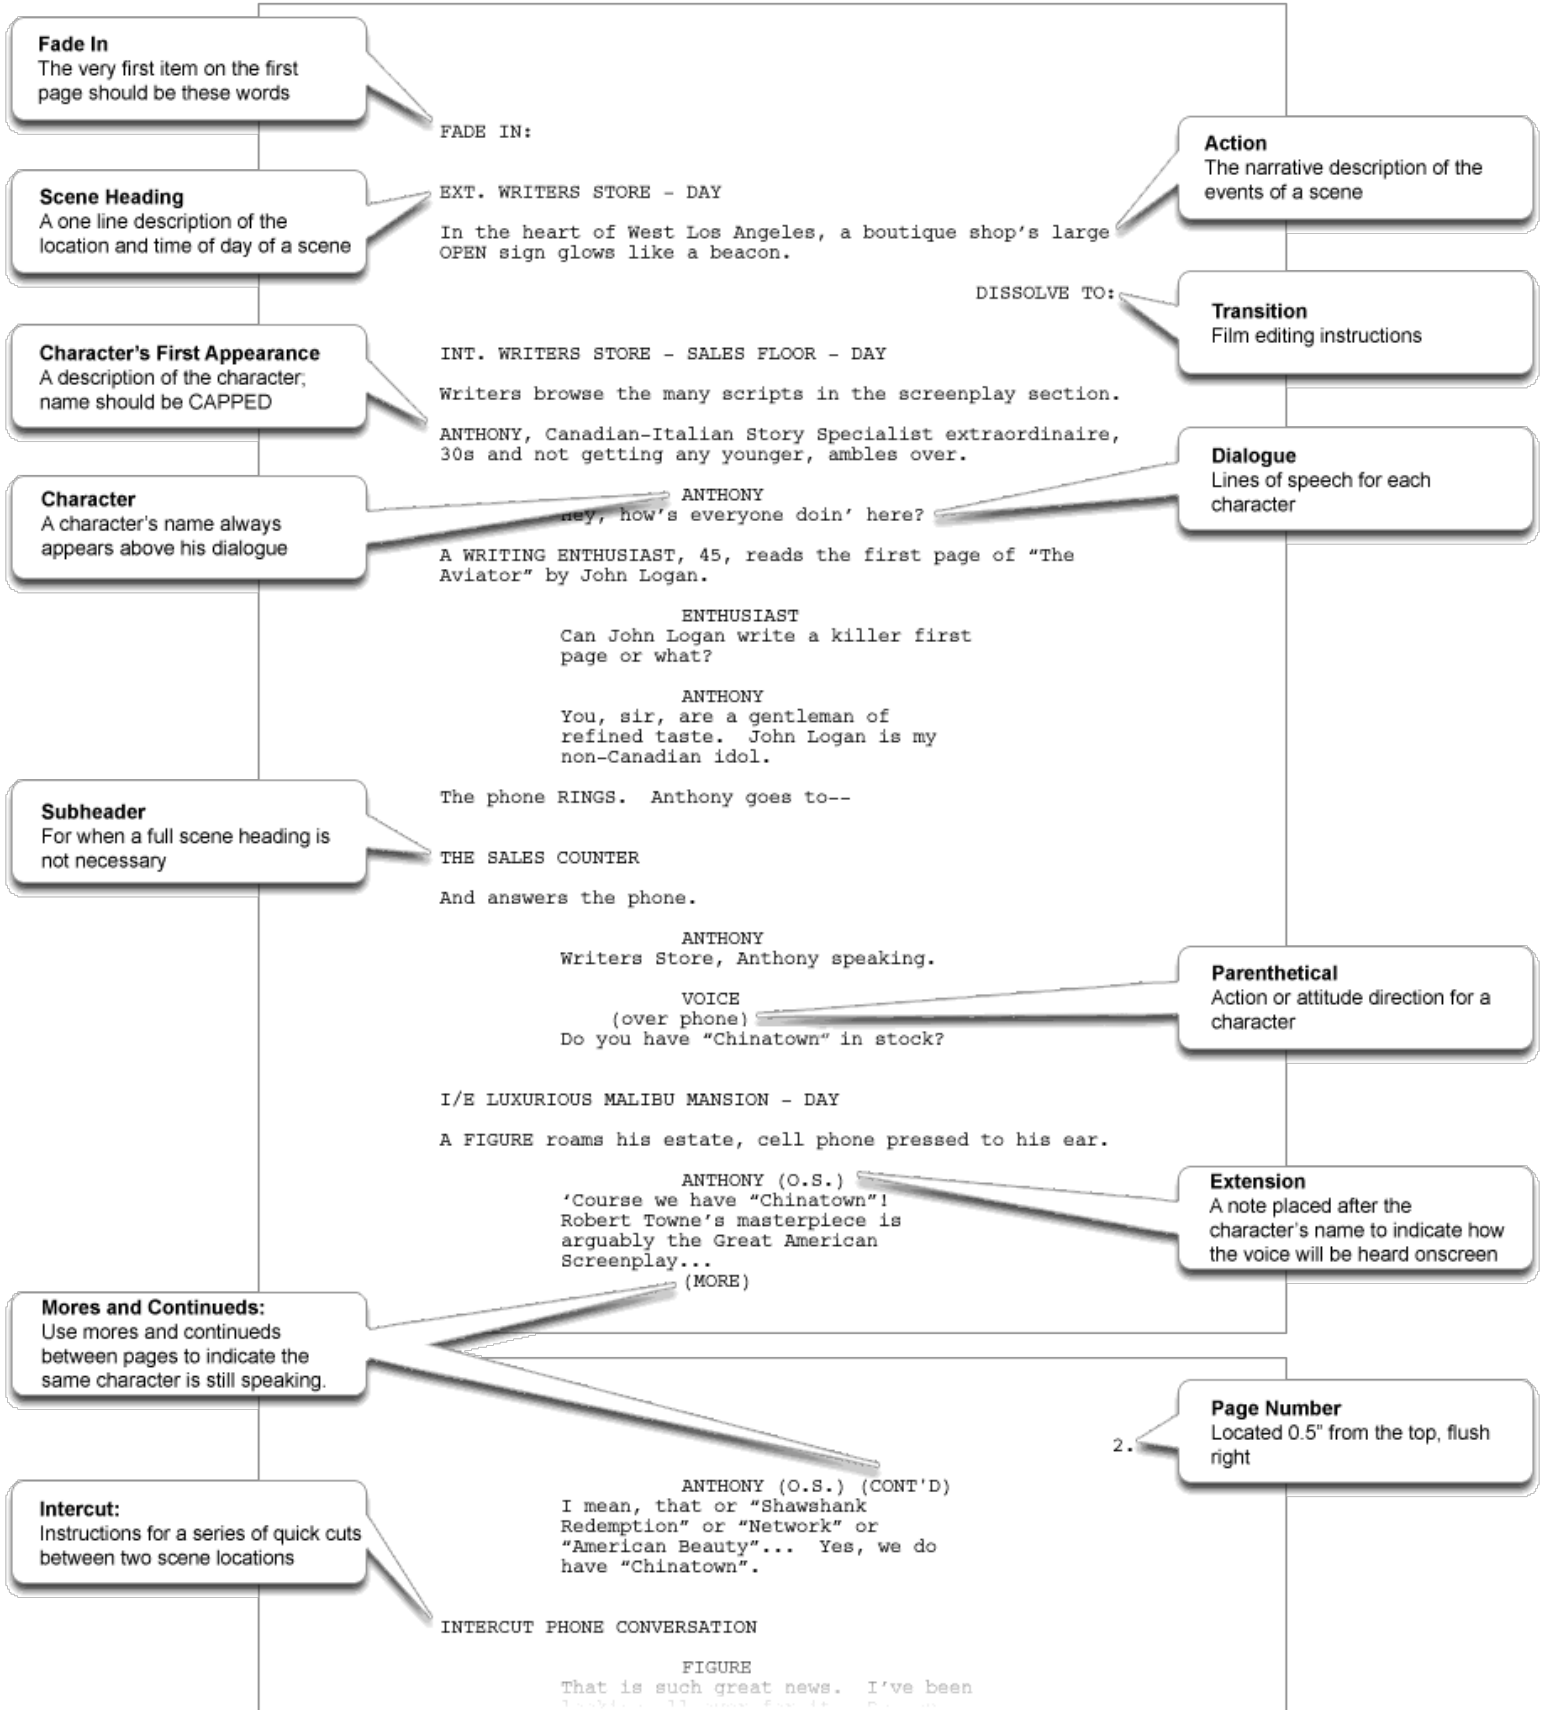 Fade In
The very first item on the first
page should be these words
FADE IN:
Action
The narrative description of the
events of a scene
Scene Heading
A one line description of the
location and time of day of a scene
EXT. WRITERS STORE - DAY
In the heart of West Los Angeles, a boutique shop's large
OPEN sign glows like a beacon.
DISSOLVE TO:
Transition
Film editing instructions
Character's First Appearance
A description of the character;
name should be CAPPED
INT. WRITERS STORE - SALES FLOOR - DAY
Writers browse the many scripts in the screenplay section.
ANTHONY, Canadian-Italian Story Specialist extraordinaire,
30s and not getting any younger, ambles over.
Dialogue
Lines of speech for each
character
Character
A character's name always
appears above his dialogue
ANTHONY
Hey, how's everyone doin' here?
A WRITING ENTHUSIAST, 45, reads the first page of "The
Aviator" by John Logan.
ENTHUSIAST
Can John Logan write a killer first
page or what?
ANTHONY
You, sir, are a gentleman of
refined taste.  John Logan is my
non-Canadian idol.
The phone RINGS.  Anthony goes to--
Subheader
For when a full scene heading is
not necessary
THE SALES COUNTER
And answers the phone.
ANTHONY
Writers Store, Anthony speaking.
VOICE
(over phone)
Do you have "Chinatown" in stock?
Parenthetical
Action or attitude direction for a
character
I/E LUXURIOUS MALIBU MANSION - DAY
A FIGURE roams his estate, cell phone pressed to his ear.
ANTHONY (O.S.)
'Course we have "Chinatown"!
Robert Towne's masterpiece is
arguably the Great American
Screenplay...
(MORE)
Extension
A note placed after the
character's name to indicate how
the voice will be heard onscreen
Mores and Continueds:
Use mores and continueds
between pages to indicate the
same character is still speaking.
2.
Page Number
Located 0.5" from the top, flush
right
ANTHONY (O.S.) (CONT'D)
I mean, that or "Shawshank
Redemption" or "Network" or
"American Beauty"...  Yes, we do
have "Chinatown".
Intercut:
Instructions for a series of quick cuts
between two scene locations
INTERCUT PHONE CONVERSATION
FIGURE
That is such great news.  I've been